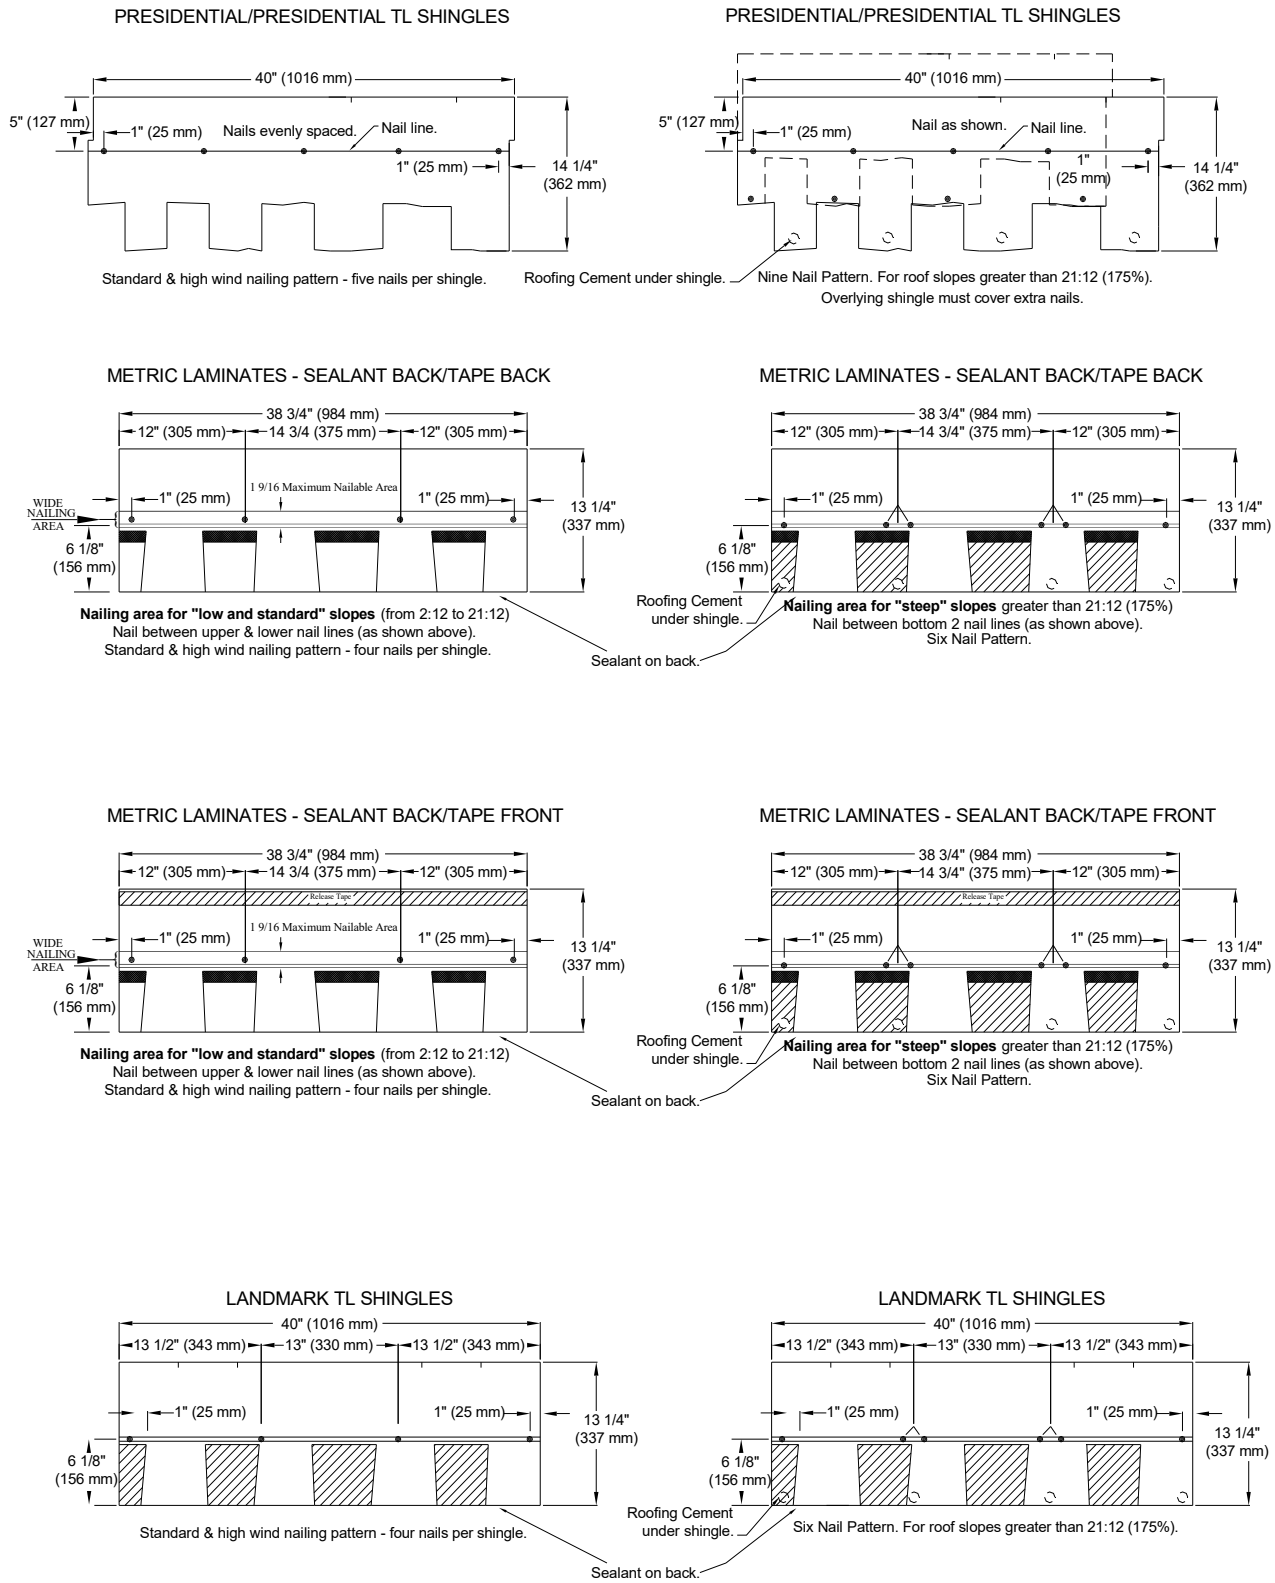 PRESIDENTIAL/PRESIDENTIAL TL SHINGLES
40" (1016 mm)
5" (127 mm)
1" (25 mm)
Nails evenly spaced.
Nail line.
1" (25 mm)
14 1/4"
(362 mm)
Standard & high wind nailing pattern - five nails per shingle.
PRESIDENTIAL/PRESIDENTIAL TL SHINGLES
40" (1016 mm)
5" (127 mm)
1" (25 mm)
Nail as shown.
Nail line.
1"
(25 mm)
14 1/4"
(362 mm)
Roofing Cement under shingle.
Nine Nail Pattern. For roof slopes greater than 21:12 (175%).
Overlying shingle must cover extra nails.
METRIC LAMINATES - SEALANT BACK/TAPE BACK
38 3/4" (984 mm)
12" (305 mm)
14 3/4 (375 mm)
12" (305 mm)
1 9/16 Maximum Nailable Area
1" (25 mm)
1" (25 mm)
WIDE
NAILING
AREA
13 1/4"
(337 mm)
6 1/8"
(156 mm)
Nailing area for "low and standard" slopes (from 2:12 to 21:12)
Nail between upper & lower nail lines (as shown above).
Standard & high wind nailing pattern - four nails per shingle.
METRIC LAMINATES - SEALANT BACK/TAPE BACK
38 3/4" (984 mm)
12" (305 mm)
14 3/4" (375 mm)
12" (305 mm)
1" (25 mm)
1" (25 mm)
13 1/4"
(337 mm)
6 1/8"
(156 mm)
Roofing Cement
under shingle.
Nailing area for "steep" slopes greater than 21:12 (175%)
Nail between bottom 2 nail lines (as shown above).
Six Nail Pattern.
Sealant on back.
METRIC LAMINATES - SEALANT BACK/TAPE FRONT
38 3/4" (984 mm)
12" (305 mm)
14 3/4 (375 mm)
12" (305 mm)
Release Tape
1 9/16 Maximum Nailable Area
1" (25 mm)
1" (25 mm)
WIDE
NAILING
AREA
13 1/4"
(337 mm)
6 1/8"
(156 mm)
Nailing area for "low and standard" slopes (from 2:12 to 21:12)
Nail between upper & lower nail lines (as shown above).
Standard & high wind nailing pattern - four nails per shingle.
METRIC LAMINATES - SEALANT BACK/TAPE FRONT
38 3/4" (984 mm)
12" (305 mm)
14 3/4" (375 mm)
12" (305 mm)
Release Tape
1" (25 mm)
1" (25 mm)
13 1/4"
(337 mm)
6 1/8"
(156 mm)
Roofing Cement
under shingle.
Nailing area for "steep" slopes greater than 21:12 (175%)
Nail between bottom 2 nail lines (as shown above).
Six Nail Pattern.
Sealant on back.
LANDMARK TL SHINGLES
40" (1016 mm)
13 1/2" (343 mm)
13" (330 mm)
13 1/2" (343 mm)
1" (25 mm)
1" (25 mm)
13 1/4"
(337 mm)
6 1/8"
(156 mm)
Standard & high wind nailing pattern - four nails per shingle.
LANDMARK TL SHINGLES
40" (1016 mm)
13 1/2" (343 mm)
13" (330 mm)
13 1/2" (343 mm)
1" (25 mm)
1" (25 mm)
13 1/4"
(337 mm)
6 1/8"
(156 mm)
Roofing Cement
under shingle.
Six Nail Pattern. For roof slopes greater than 21:12 (175%).
Sealant on back.